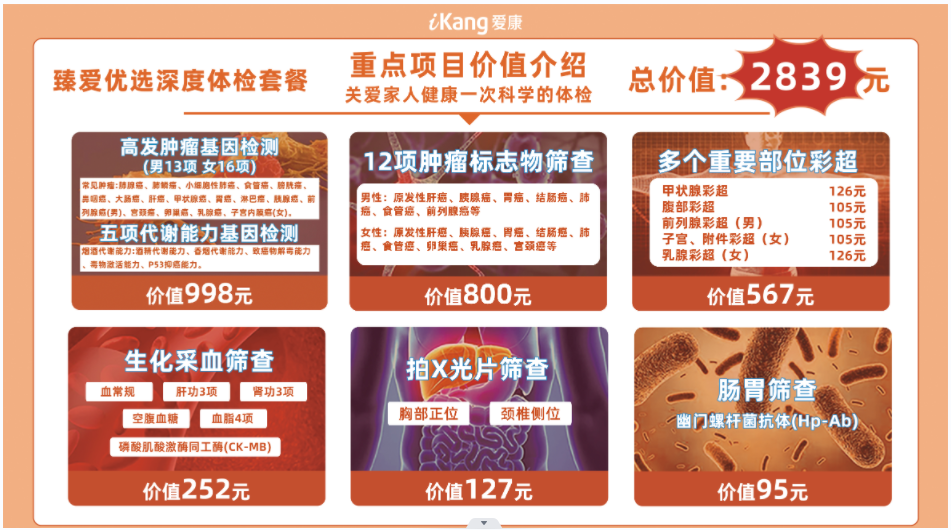 iKang爱康
臻爱优选深度体检套餐
重点项目价值介绍
关爱家人健康一次科学的体检
总价值：2839元
高发肿瘤基因检测
(男13项 女16项)
常见肿瘤:肺腺癌、肺鳞癌、小细胞性肺癌、食管癌、膀胱癌、
鼻咽癌、大肠癌、肝癌、甲状腺癌、胃癌、淋巴癌、胰腺癌、前
列腺癌(男)、宫颈癌、卵巢癌、乳腺癌、子宫内膜癌(女)。
五项代谢能力基因检测
烟酒代谢能力:酒精代谢能力、香烟代谢能力、致癌物解毒能力
、毒物激活能力、P53抑癌能力。
价值998元
12项肿瘤标志物筛查
男性：原发性肝癌、胰腺癌、胃癌、结肠癌、肺
癌、食管癌、前列腺癌等
女性：原发性肝癌、胰腺癌、胃癌、结肠癌、肺
癌、食管癌、卵巢癌、乳腺癌、宫颈癌等
价值800元
多个重要部位彩超
甲状腺彩超 126元
腹部彩超 105元
前列腺彩超（男） 105元
子宫、附件彩超（女） 105元
乳腺彩超（女） 126元
价值567元
生化采血筛查
血常规 肝功3项 肾功3项
空腹血糖 血脂4项
磷酸肌酸激酶同工酶(CK-MB)
价值252元
拍X光片筛查
胸部正位 颈椎侧位
价值127元
肠胃筛查
幽门螺杆菌抗体(Hp-Ab)
价值95元